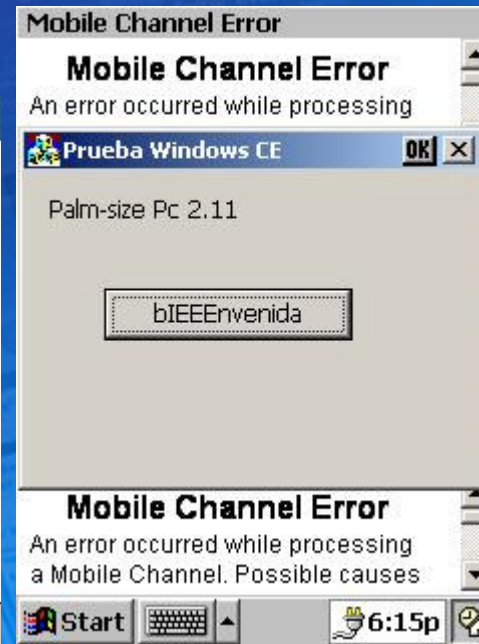 Mobile Channel Error
Mobile Channel Error
An error occurred while processing
Prueba Windows CE OK
Palm-size Pc 2.11
bIEEEnvenida
Mobile Channel Error
An error occurred while processing
a Mobile Channel. Possible causes
Start 6:15p